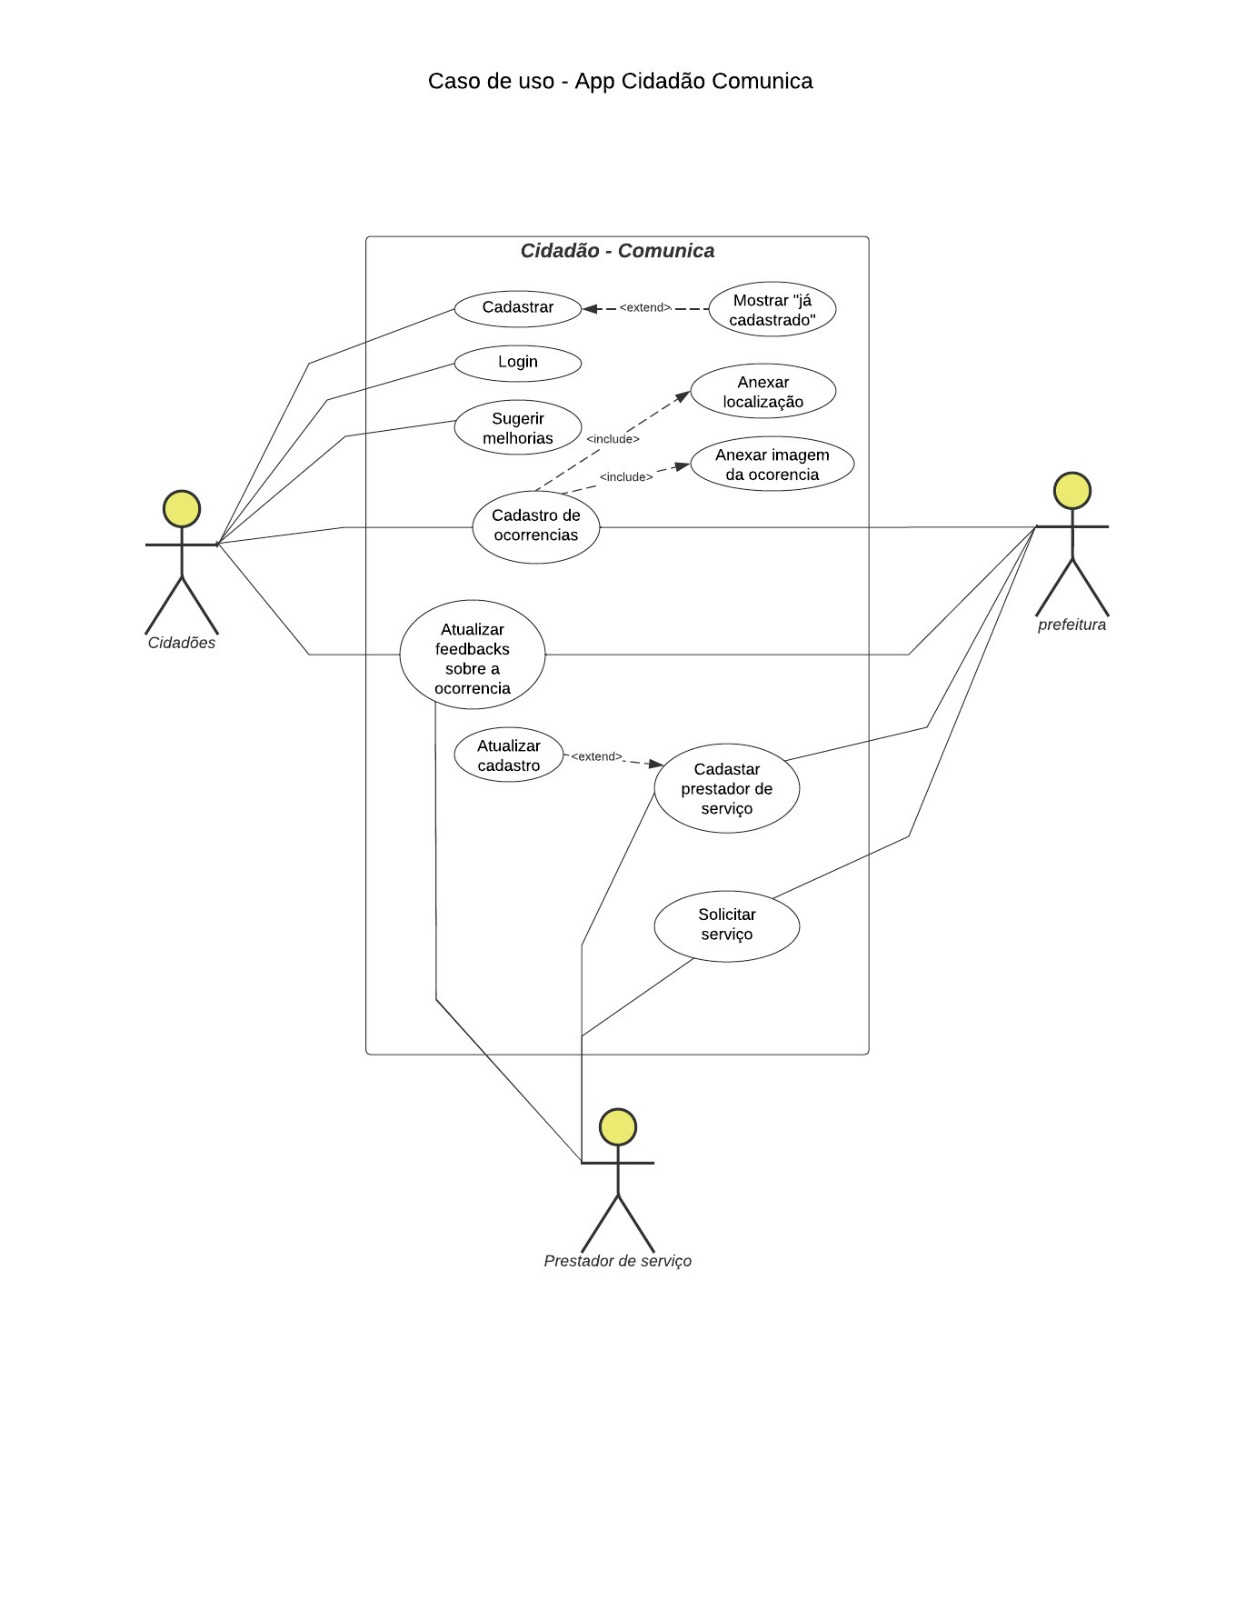 Caso de uso - App Cidadão Comunica
Cidadão - Comunica
Cadastrar
<extend>
Mostrar "já
cadastrado"
Login
Anexar
localização
Sugerir
melhorias
<include>
Anexar imagem
da ocorencia
<include>
Cadastro de
ocorrencias
Cidadões
prefeitura
Atualizar
feedbacks
sobre a
ocorrencia
Atualizar
cadastro
<extend>
Cadastar
prestador de
serviço
Solicitar
serviço
Prestador de serviço